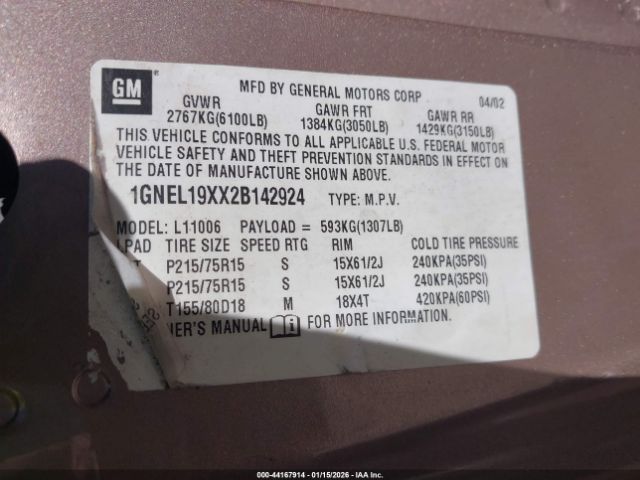 GM
MFD BY GENERAL MOTORS CORP 04/02
GVWR GAWR FRT GAWR RR
2767KG(6100LB) 1384KG(3050LB) 1429KG(3150LB)
THIS VEHICLE CONFORMS TO ALL APPLICABLE U.S. FEDERAL MOTOR
VEHICLE SAFETY AND THEFT PREVENTION STANDARDS IN EFFECT ON
THE DATE OF MANUFACTURE SHOWN ABOVE.
1GNEL19XX2B142924 TYPE: M.P.V.
MODEL: L11006 PAYLOAD = 593KG(1307LB)
TIRE SIZE SPEED RTG RIM COLD TIRE PRESSURE
P215/75R15 S 15X61/2J 240KPA(35PSI)
P215/75R15 S 15X61/2J 240KPA(35PSI)
T155/80D18 M 18X4T 420KPA(60PSI)
MANUAL FOR MORE INFORMATION.
000-44167914 - 01/15/2026 - IAAI, Inc.